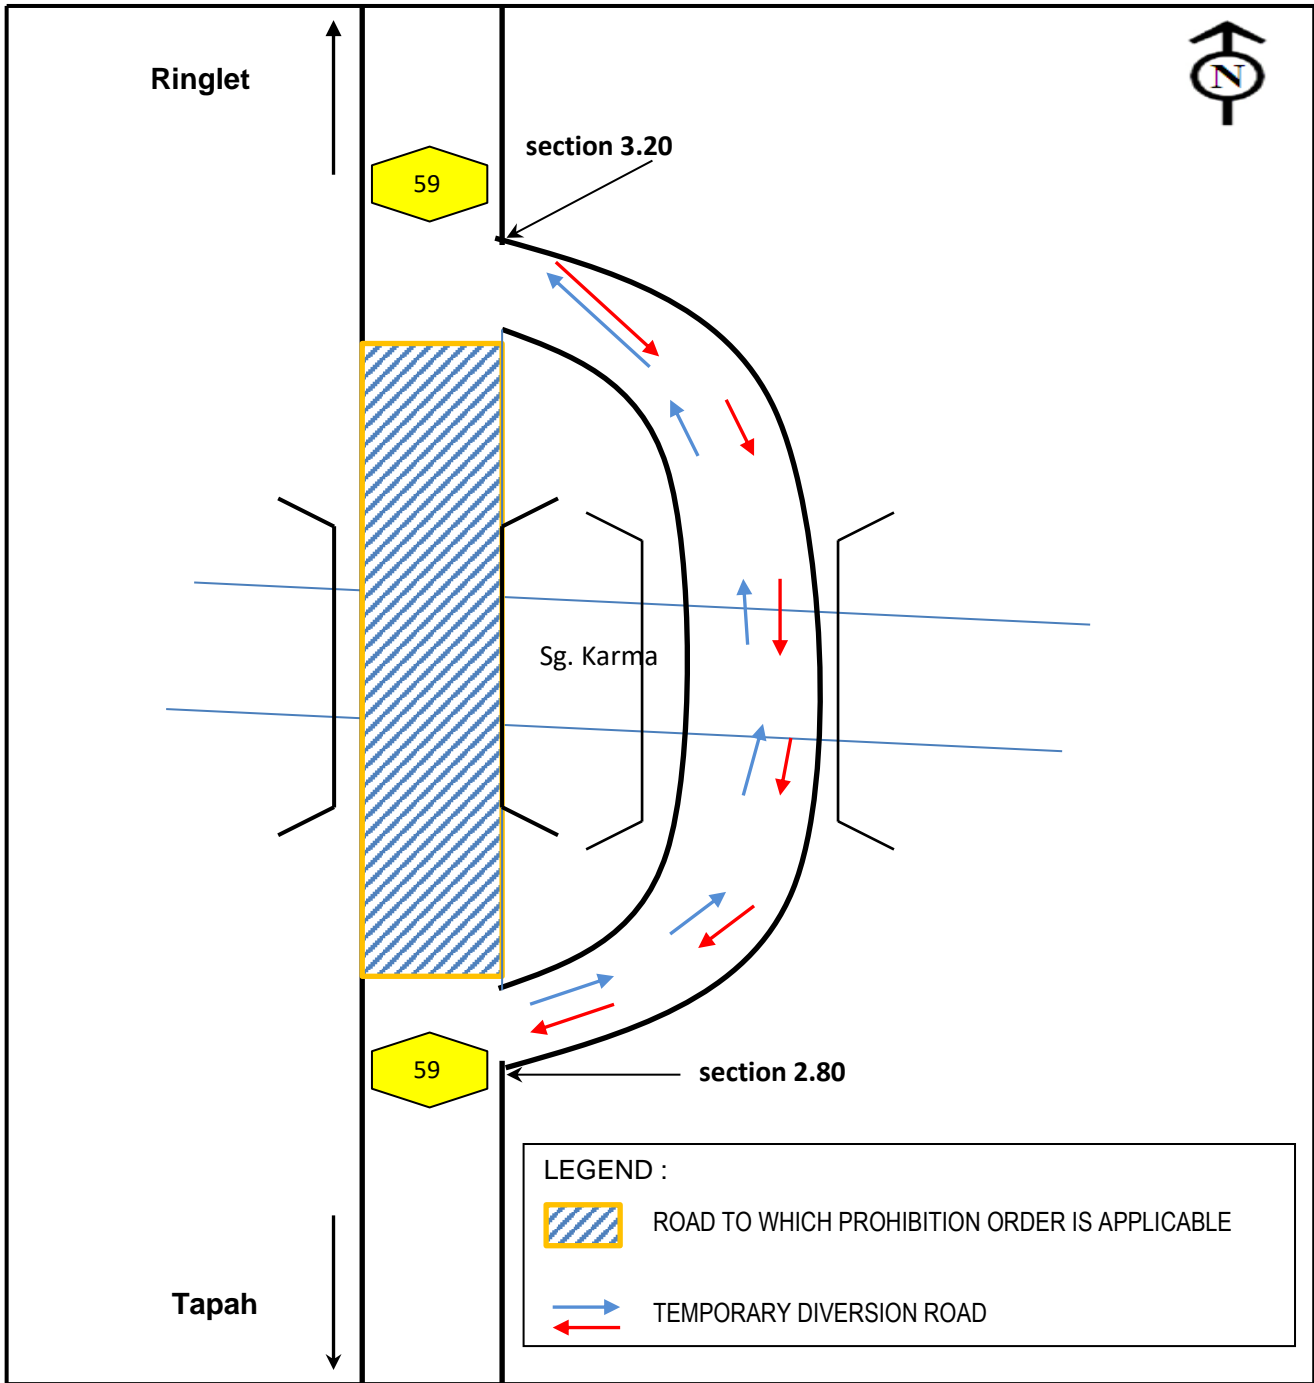 Ringlet
N
section 3.20
59
Sg. Karma
59
section 2.80
LEGEND :
ROAD TO WHICH PROHIBITION ORDER IS APPLICABLE
TEMPORARY DIVERSION ROAD
Tapah